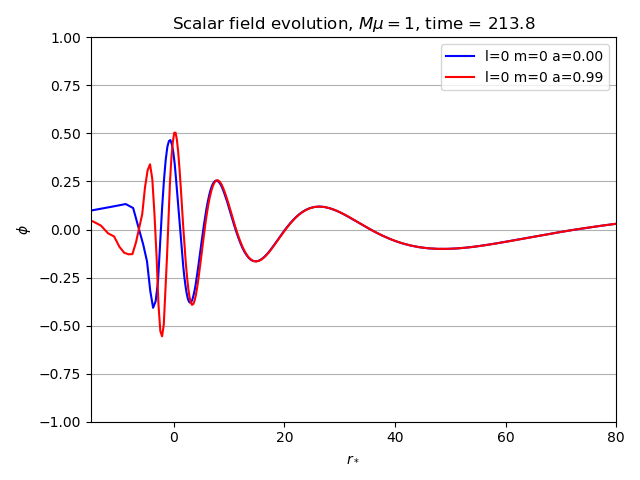 Scalar field evolution, $M\mu = 1$, time = 213.8
l=0 m=0 a=0.00
l=0 m=0 a=0.99
1.00
0.75
0.50
0.25
0.00
−0.25
−0.50
−0.75
−1.00
ϕ
0 20 40 60 80
r*